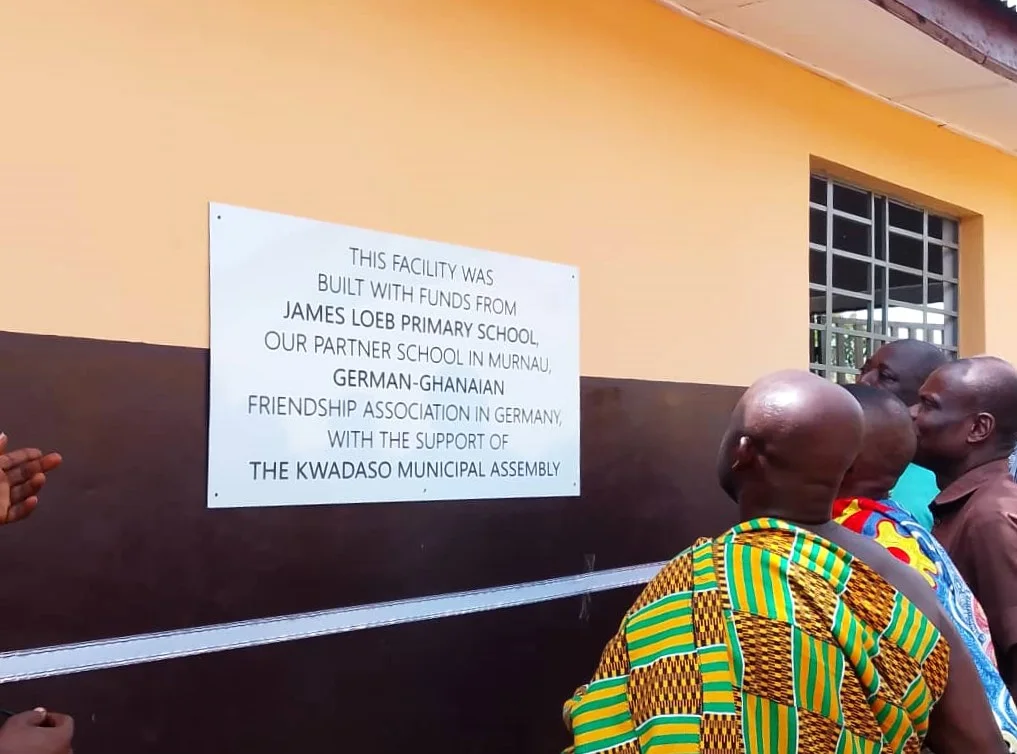 THIS FACILITY WAS
BUILT WITH FUNDS FROM
JAMES LOEB PRIMARY SCHOOL,
OUR PARTNER SCHOOL IN MURNAU,
GERMAN-GHANAIAN
FRIENDSHIP ASSOCIATION IN GERMANY,
WITH THE SUPPORT OF
THE KWADASO MUNICIPAL ASSEMBLY